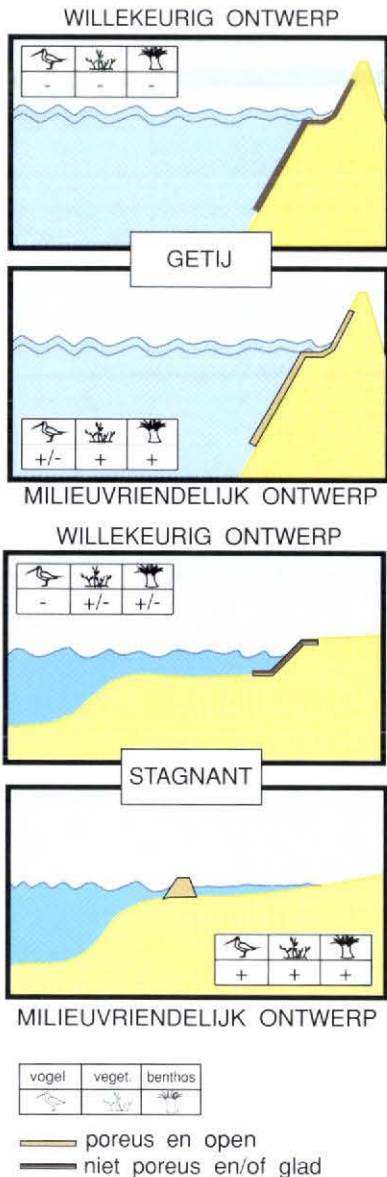 WILLEKEURIG ONTWERP
- - -
GETIJ
+/- + +
MILIEUVRIENDELIJK ONTWERP
WILLEKEURIG ONTWERP
- +/- +/-
STAGNANT
+ + +
MILIEUVRIENDELIJK ONTWERP
vogel veget. benthos
poreus en open
niet poreus en/of glad